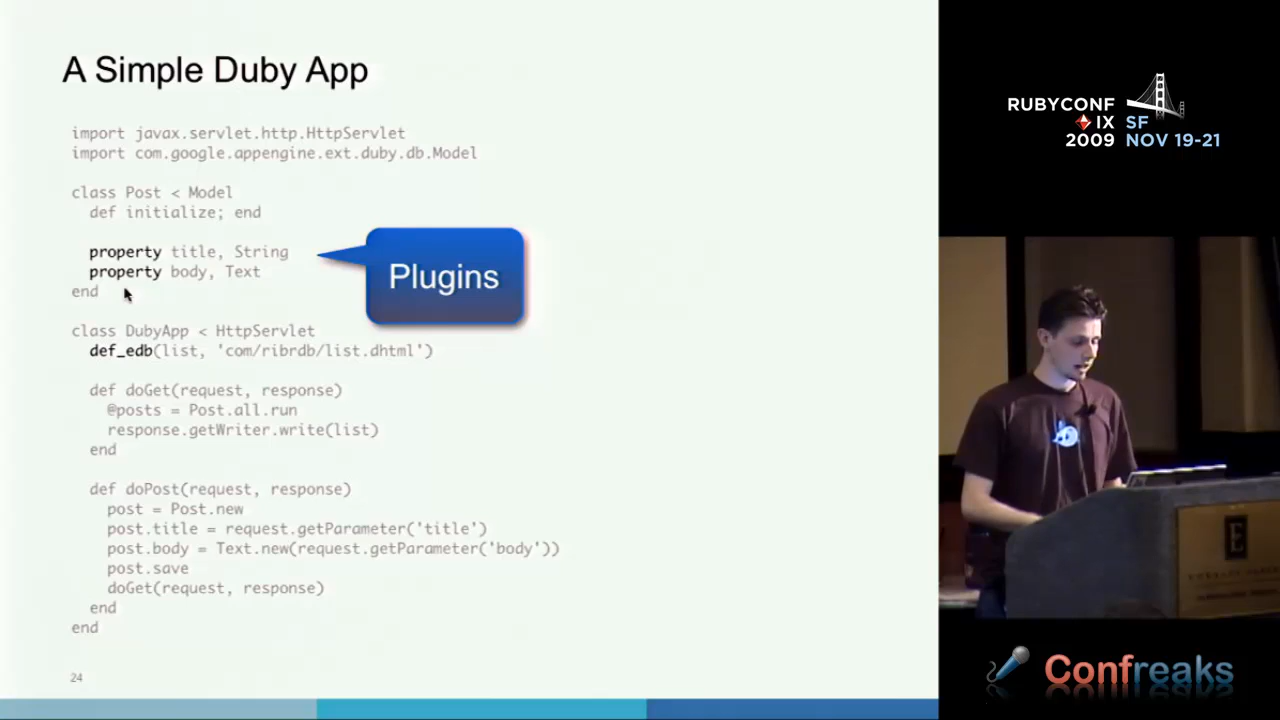 A Simple Duby App
import javax.servlet.http.HttpServlet
import com.google.appengine.ext.duby.db.Model
class Post < Model
def initialize; end
property title, String
property body, Text
end
Plugins
class DubyApp < HttpServlet
def_edb(list, 'com/ribrdb/list.dhtml')
def doGet(request, response)
@posts = Post.all.run
response.getWriter.write(list)
end
def doPost(request, response)
post = Post.new
post.title = request.getParameter('title')
post.body = Text.new(request.getParameter('body'))
post.save
doGet(request, response)
end
end
24
RUBYCONF
IX SF
2009 NOV 19-21
E
Confreaks